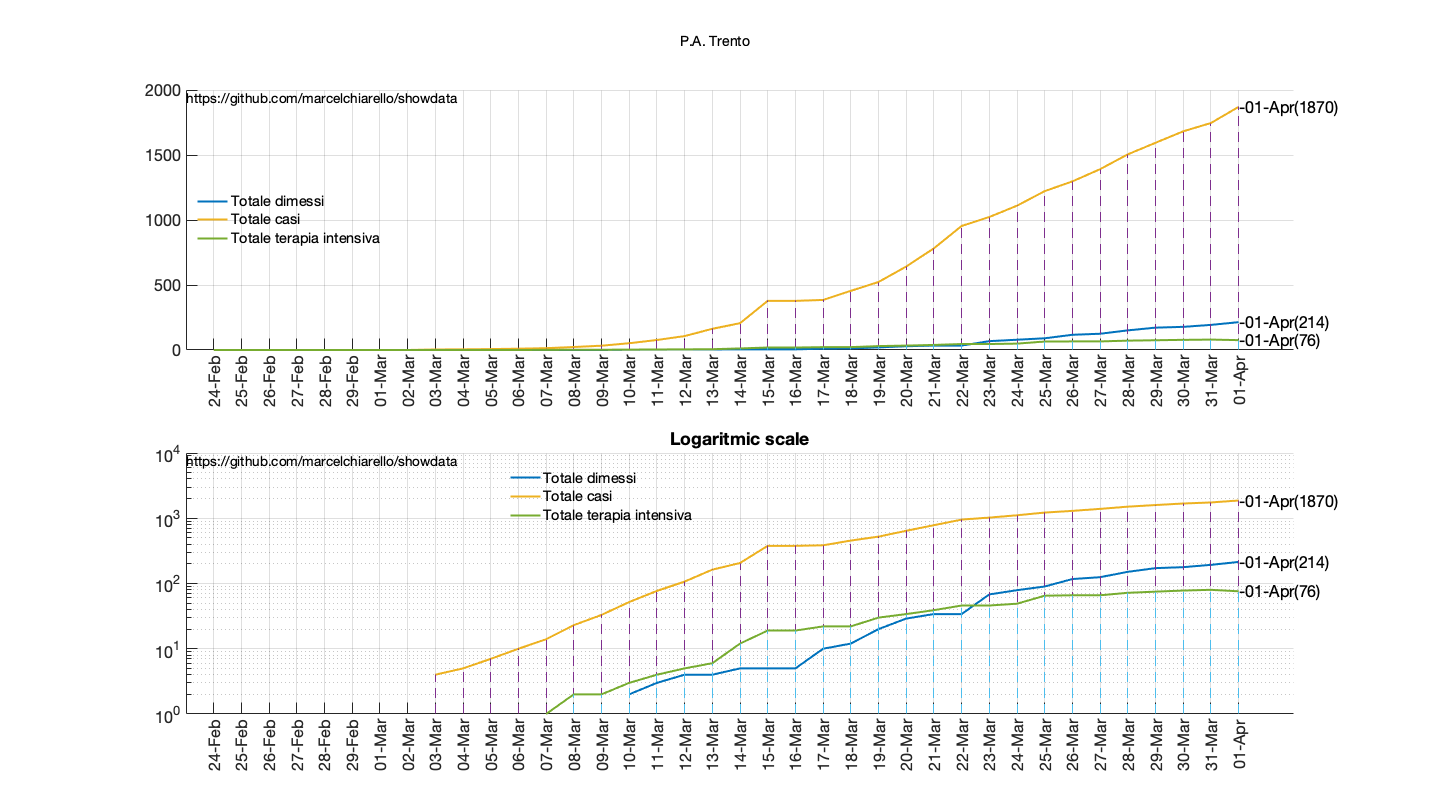 P.A. Trento
2000
https://github.com/marcelchiarello/showdata
-01-Apr(1870)
1500
Totale dimessi
1000
Totale casi
Totale terapia intensiva
500
-01-Apr(214)
0
-01-Apr(76)
24-Feb
25-Feb
26-Feb
27-Feb
28-Feb
29-Feb
01-Mar
02-Mar
03-Mar
04-Mar
05-Mar
06-Mar
07-Mar
08-Mar
09-Mar
10-Mar
11-Mar
12-Mar
13-Mar
14-Mar
15-Mar
16-Mar
17-Mar
18-Mar
19-Mar
20-Mar
21-Mar
22-Mar
23-Mar
24-Mar
25-Mar
26-Mar
27-Mar
28-Mar
29-Mar
30-Mar
31-Mar
01-Apr
Logaritmic scale
10^4
https://github.com/marcelchiarello/showdata
Totale dimessi
Totale casi
Totale terapia intensiva
-01-Apr(1870)
10^3
-01-Apr(214)
10^2
-01-Apr(76)
10^1
10^0
24-Feb
25-Feb
26-Feb
27-Feb
28-Feb
29-Feb
01-Mar
02-Mar
03-Mar
04-Mar
05-Mar
06-Mar
07-Mar
08-Mar
09-Mar
10-Mar
11-Mar
12-Mar
13-Mar
14-Mar
15-Mar
16-Mar
17-Mar
18-Mar
19-Mar
20-Mar
21-Mar
22-Mar
23-Mar
24-Mar
25-Mar
26-Mar
27-Mar
28-Mar
29-Mar
30-Mar
31-Mar
01-Apr